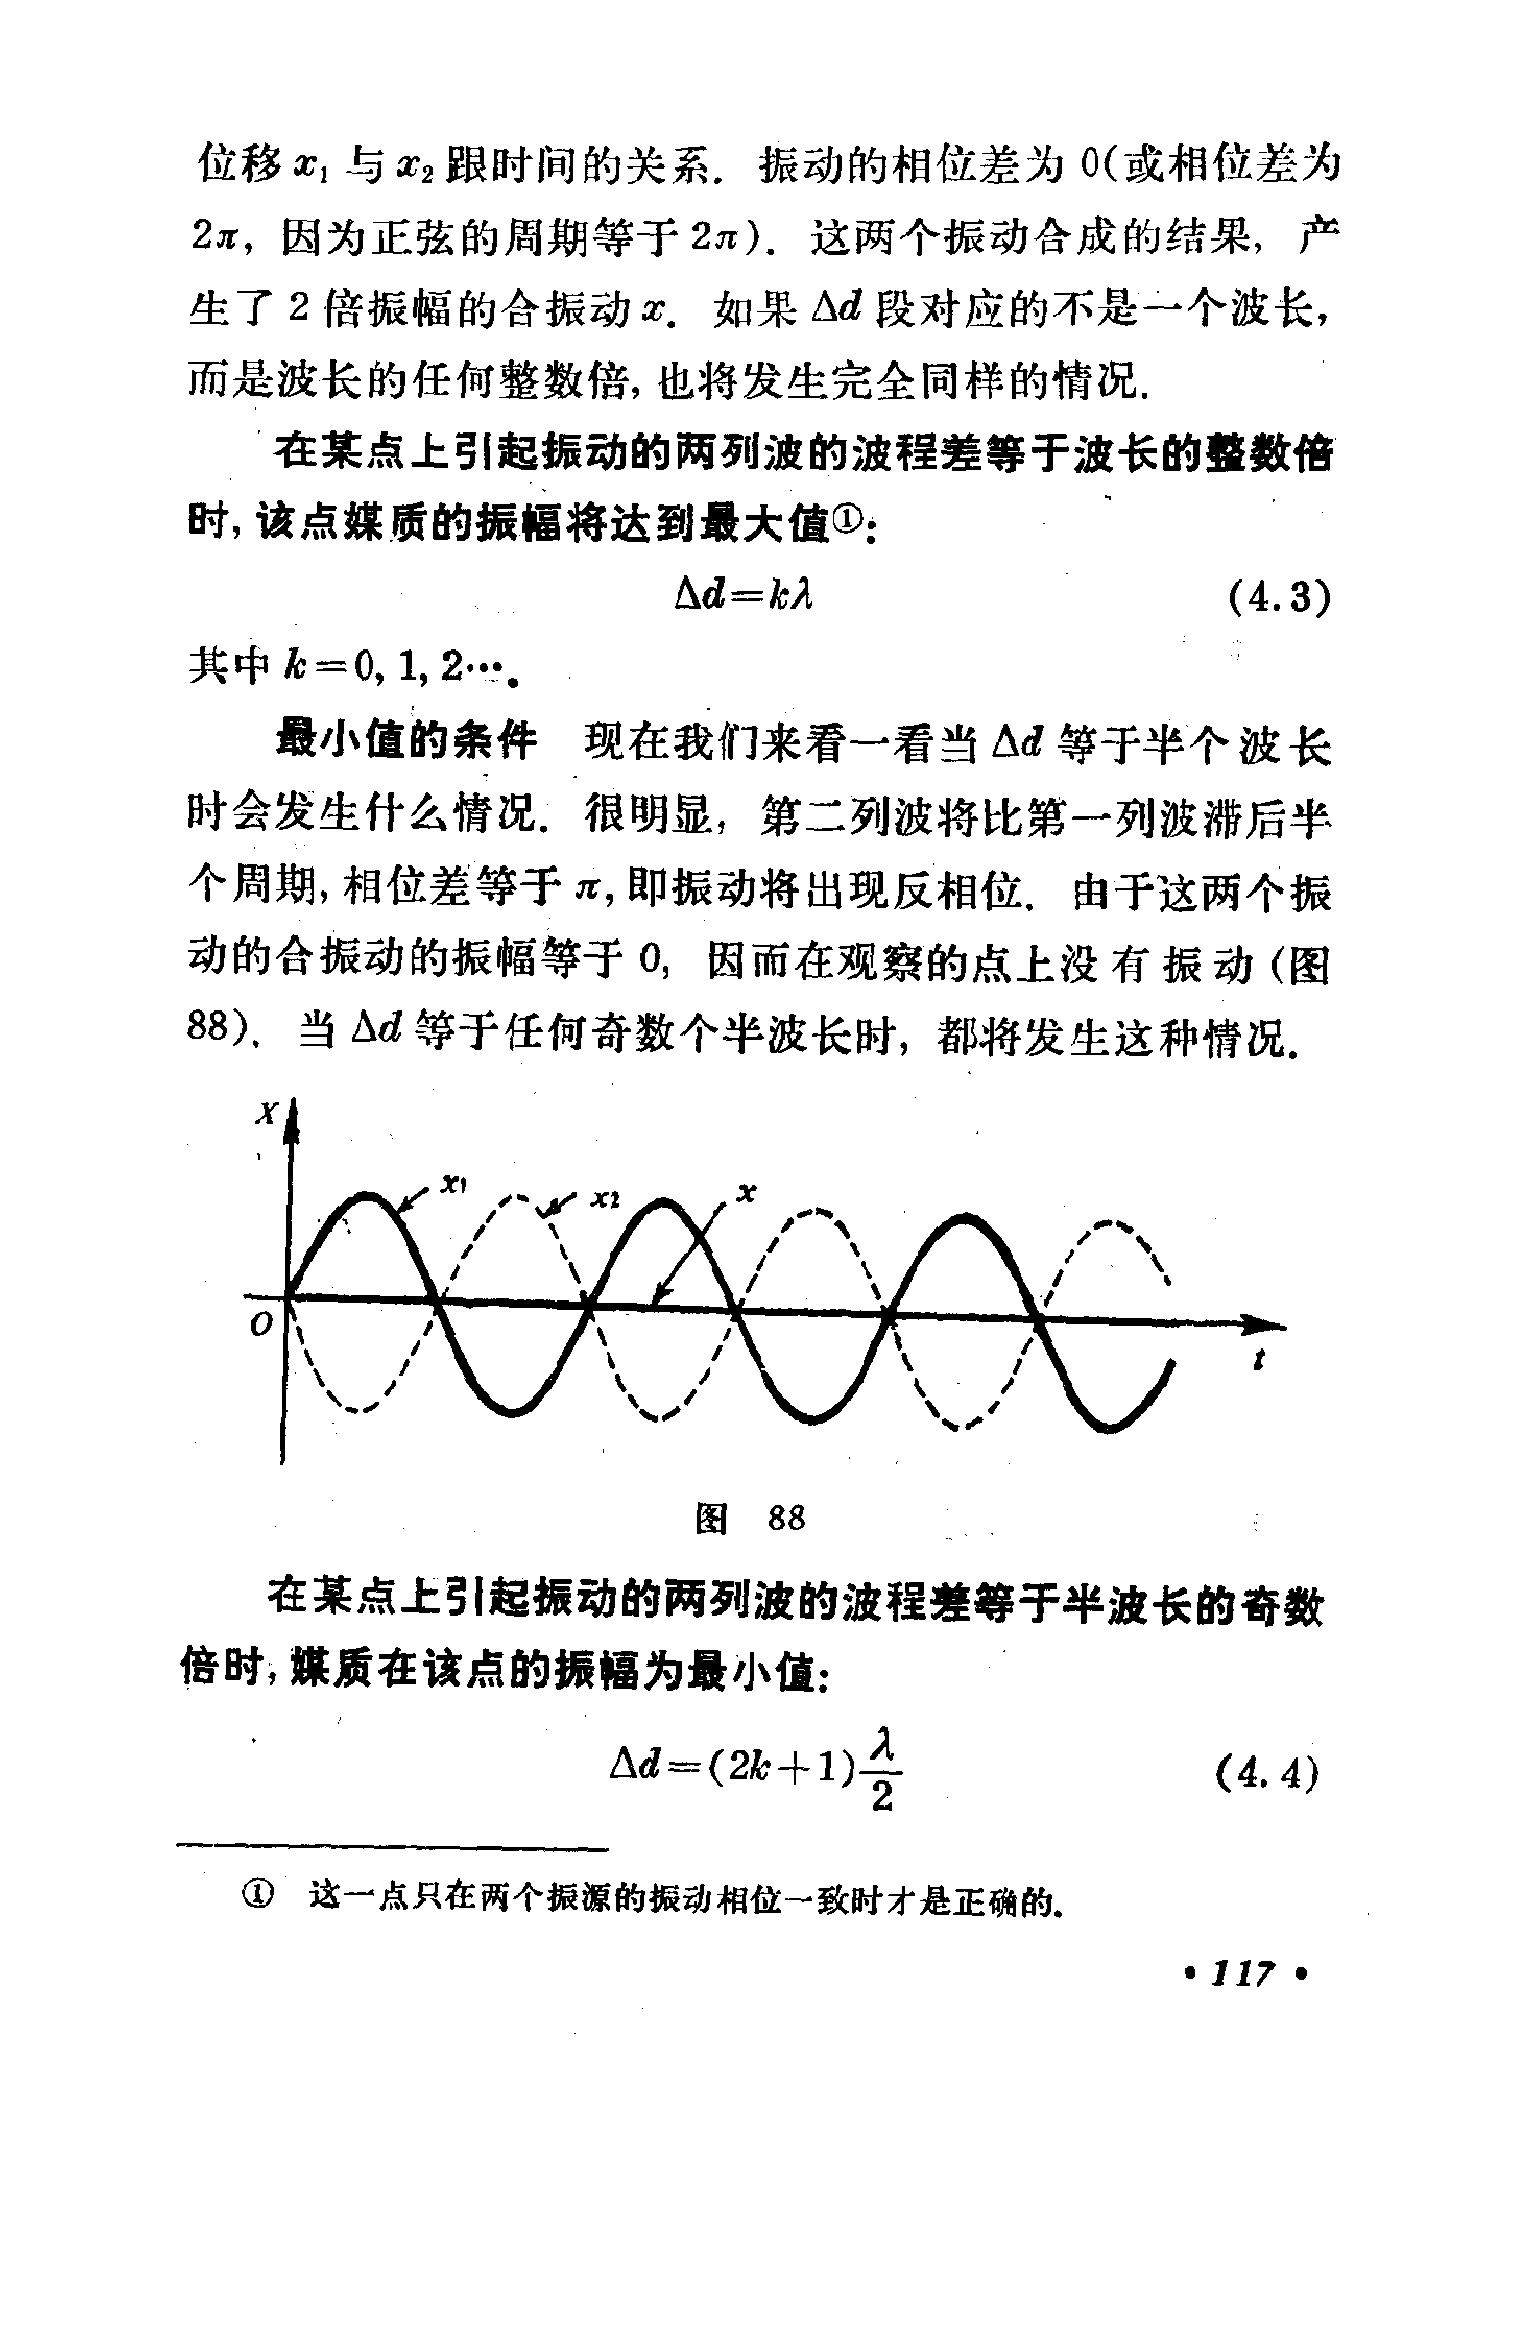 位移 x₁ 与 x₂ 跟时间的关系. 振动的相位差为 0(或相位差为
2π, 因为正弦的周期等于 2π). 这两个振动合成的结果, 产
生了 2 倍振幅的合振动 x. 如果 Δd 段对应的不是一个波长,
而是波长的任何整数倍, 也将发生完全同样的情况.
在某点上引起振动的两列波的波程差等于波长的整数倍
时, 该点媒质的振幅将达到最大值①:
Δd=kλ (4.3)
其中 k=0, 1, 2….
最小值的条件 现在我们来看一看当 Δd 等于半个波长
时会发生什么情况. 很明显, 第二列波将比第一列波滞后半
个周期, 相位差等于 π, 即振动将出现反相位. 由于这两个振
动的合振动的振幅等于 0, 因而在观察的点上没有振动(图
88). 当 Δd 等于任何奇数个半波长时, 都将发生这种情况.
X
x₁
x₂
x
O
t
图 88
在某点上引起振动的两列波的波程差等于半波长的奇数
倍时, 媒质在该点的振幅为最小值:
Δd=(2k+1)λ/2 (4.4)
① 这一点只在两个振源的振动相位一致时才是正确的.
• 117 •